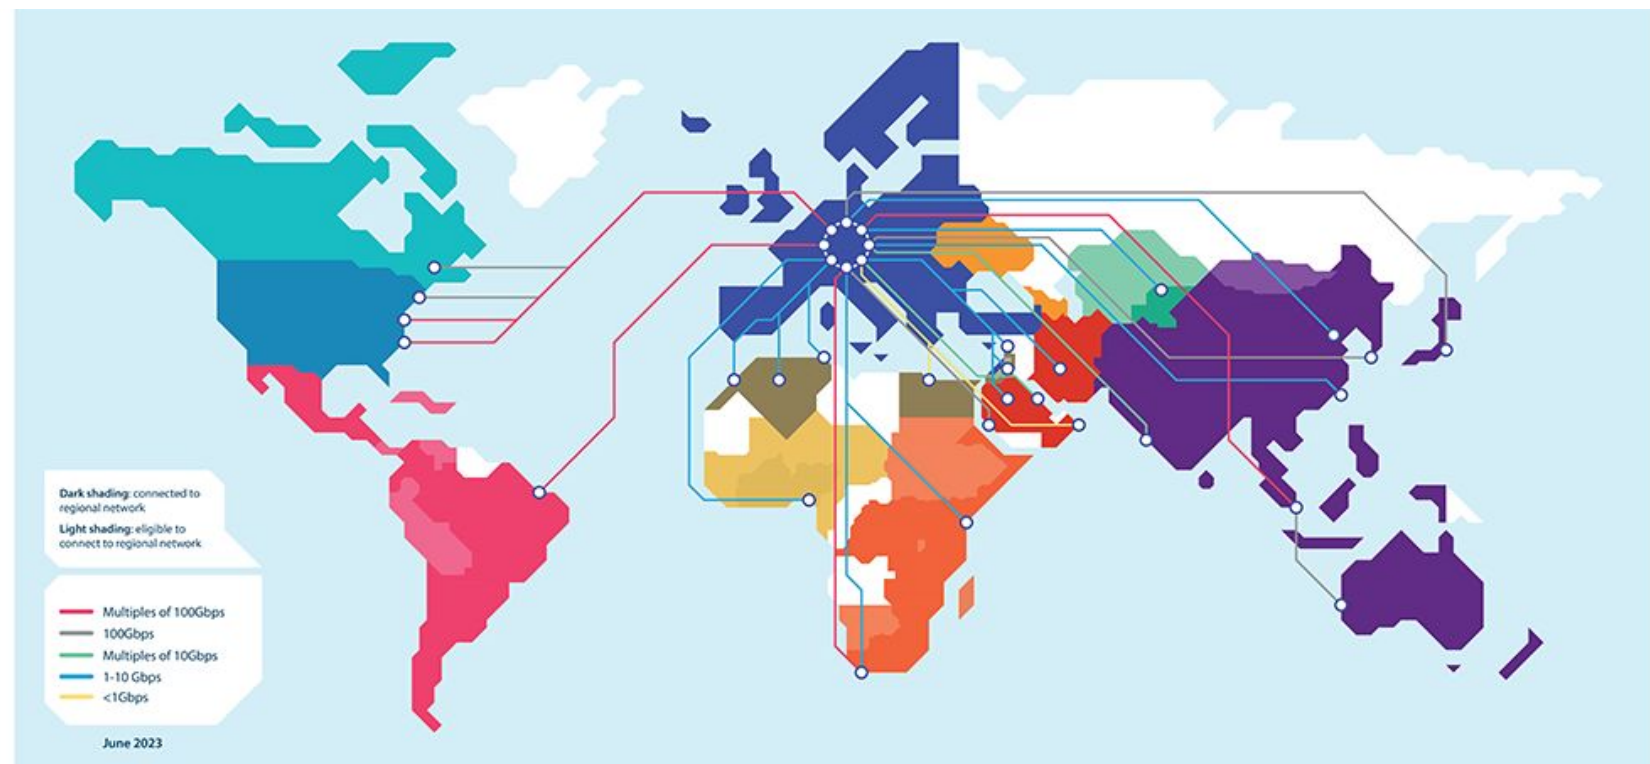 Dark shading: connected to
regional network
Light shading: eligible to
connect to regional network
Multiples of 100Gbps
100Gbps
Multiples of 10Gbps
1-10 Gbps
<1Gbps
June 2023